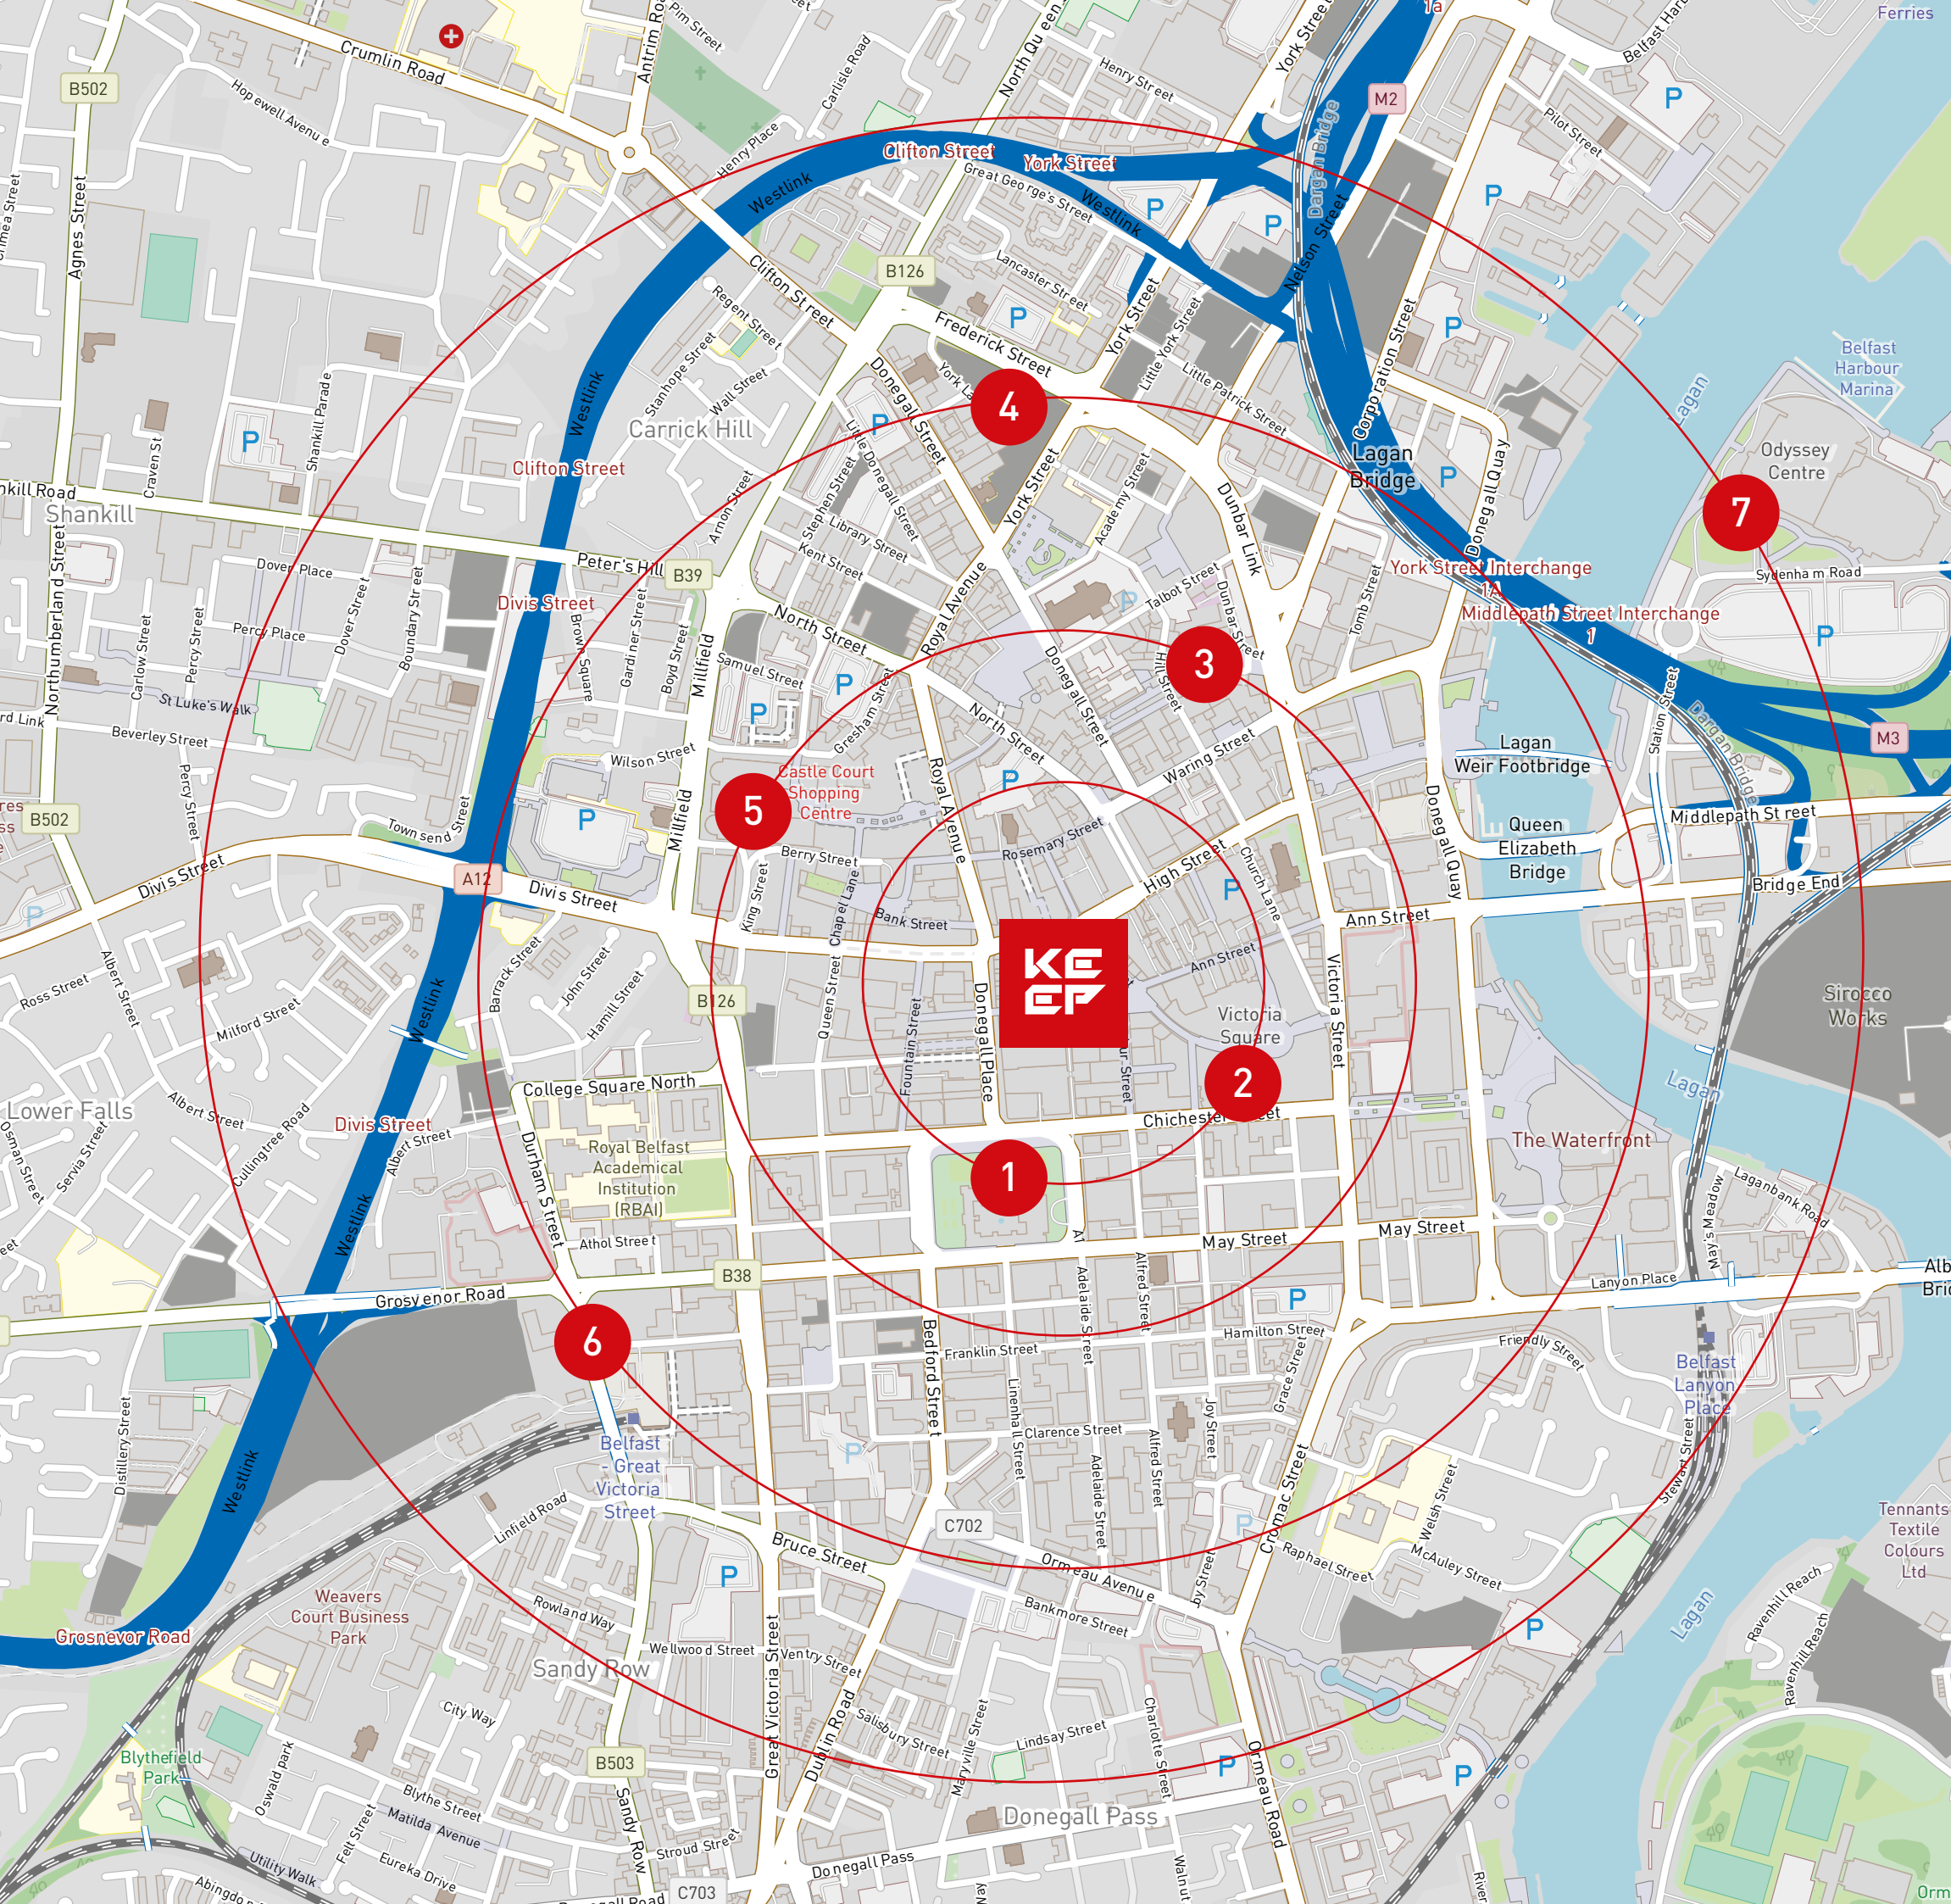 Crumlin Road
Antrim Ro
Pim Street
Carlisle Road
North Queen
York Street
1a
Ferries
Belfast Har
B502
Hopewell Avenue
Henry Street
M2
P
Pilot Street
Henry Place
Clifton Street
York Street
Dargan Bridge
Westlink
Great George's Street
Westlink
P
P
P
Nelson Street
Agnes Street
rimea Street
B126
Clifton Street
Lancaster Street
Regent Street
P
Frederick Street
York Street
Little York Street
Corporation Street
P
Belfast
Harbour
Marina
Lagan
Stanhope Street
Wall Street
Donegall Street
Little Patrick Street
Westlink
Carrick Hill
4
P
P
Shankill Parade
Craven St
Clifton Street
Little Donegall Street
York Street
Academy Street
Lagan
Bridge
P
Donegall Quay
Odyssey
Centre
7
nkill Road
Shankill
Arnon Street
Stephen Street
Library Street
Kent Street
Dunbar Link
Peter's Hill
B39
Dover Place
York Street Interchange
1A
Middlepath Street Interchange
1
Sydenham Road
P
Northumberland Street
Divis Street
Carlow Street
Percy Street
Percy Place
Dover Street
Boundary Street
Brown Square
Gardiner Street
Boyd Street
Millfield
North Street
Royal Avenue
P
Talbot Street
Dunbar Street
Tomb Street
3
Hill Street
Samuel Street
P
P
Gresham Street
Donegall Street
St Luke's Walk
rd Link
Beverley Street
Percy Street
Wilson Street
North Street
Waring Street
Station Street
Dargan Bridge
M3
Lagan
Weir Footbridge
Castle Court
Shopping
Centre
5
Royal Avenue
P
Middlepath Street
Queen
Elizabeth
Bridge
Donegall Quay
B502
Townsend Street
P
Millfield
Berry Street
Rosemary Street
High Street
Church Lane
P
Divis Street
A12
Divis Street
King Street
Chapel Lane
Bank Street
Bridge End
Ann Street
P
Albert Street
Ross Street
Barrack Street
John Street
Hamill Street
Milford Street
Westlink
B126
Queen Street
Fountain Street
Donegall Place
KE
EP
Ann Street
Victoria Street
Victoria
Square
Sirocco
Works
2
Lagan
Lower Falls
Albert Street
Cullingtree Road
Osman Street
Servia Street
College Square North
Divis Street
Albert Street
Chichester Street
Royal Belfast
Academical
Institution
(RBAI)
Durham Street
1
The Waterfront
Laganbank Road
May's Meadow
Westlink
Athol Street
A1
May Street
May Street
Lanyon Place
Grosvenor Road
B38
6
Bedford Street
Adelaide Street
Alfred Street
P
Hamilton Street
Franklin Street
Grace Street
Friendly Street
Belfast
Lanyon
Place
Distillery Street
Belfast
- Great
Victoria
Street
Linenhall Street
Clarence Street
P
Adelaide Street
Alfred Street
Joy Street
Cromac Street
Welsh Street
Stewart Street
Westlink
Linfield Road
C702
P
Tennants
Textile
Colours
Ltd
Bruce Street
Ormeau Avenue
Joy Street
Raphael Street
McAuley Street
P
Weavers
Court Business
Park
Rowland Way
Bankmore Street
P
Lagan
Ravenhill Reach
Ravenhill Reach
Grosnevor Road
Sandy Row
Wellwood Street
Ventry Street
Great Victoria Street
Dublin Road
Salisbury Street
Maryville Street
Lindsay Street
Charlotte Street
City Way
Blythefield
Park
Oswald park
B503
P
P
Ormeau Road
Blythe Street
Felt Street
Matilda Avenue
Sandy Row
Donegall Pass
Eureka Drive
Stroud Street
Donegall Pass
Utility Walk
C703
Walnut
River
Orm